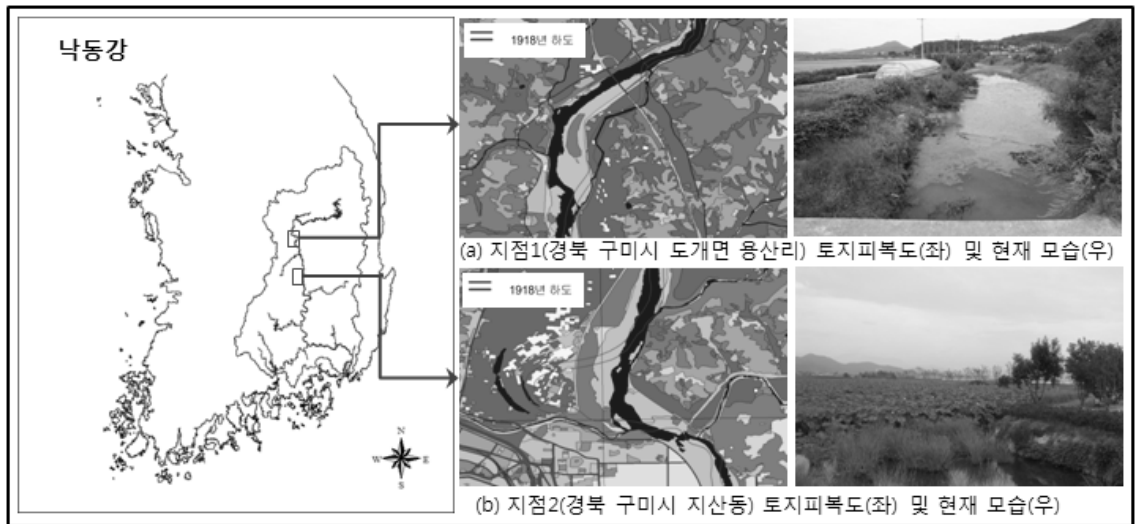 낙동강
1918년 하도
(a) 지점1(경북 구미시 도개면 용산리) 토지피복도(좌) 및 현재 모습(우)
1918년 하도
N
W E
S
(b) 지점2(경북 구미시 지산동) 토지피복도(좌) 및 현재 모습(우)